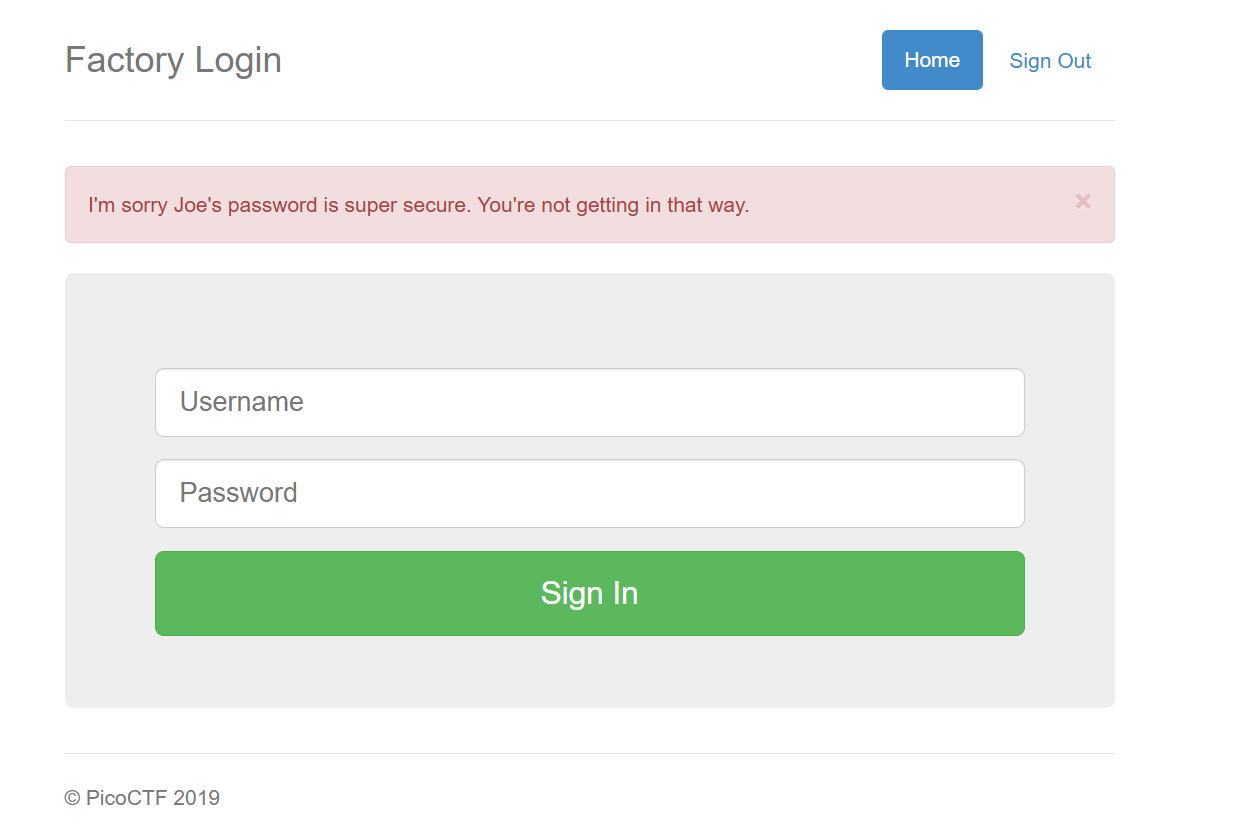 Factory Login
Home
Sign Out
I'm sorry Joe's password is super secure. You're not getting in that way.
×
Username
Password
Sign In
© PicoCTF 2019